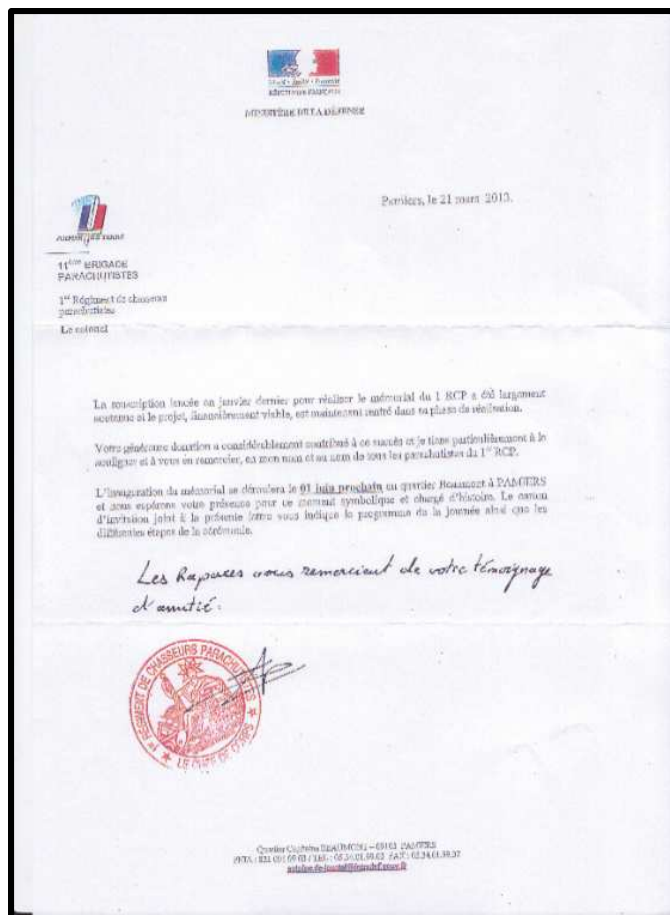 RÉPUBLIQUE FRANÇAISE
MINISTÈRE DE LA DÉFENSE
Pamiers, le 21 mars 2013.
11ème BRIGADE
PARACHUTISTES
1er Régiment de chasseurs
parachutistes
Le colonel
La souscription lancée en janvier dernier pour réaliser le mémorial du 1 RCP a été largement
soutenue et le projet, financièrement viable, est maintenant rentré dans sa phase de réalisation.
Votre généreuse donation a considérablement contribué à ce succès et je tiens particulièrement à le
souligner et à vous en remercier, en mon nom et au nom de tous les parachutistes du 1er RCP.
L'inauguration du mémorial se déroulera le 01 juin prochain au quartier Beaumont à PAMIERS
et nous espérons votre présence pour ce moment symbolique et chargé d'histoire. Le carton
d'invitation joint à la présente lettre vous indique le programme de la journée ainsi que les
différentes étapes de la cérémonie.
Les Rapaces vous remercient de votre témoignage
d'amitié.
1er RÉGIMENT DE CHASSEURS PARACHUTISTES
LE CHEF DE CORPS
Quartier Capitaine BEAUMONT – 09103 PAMIERS